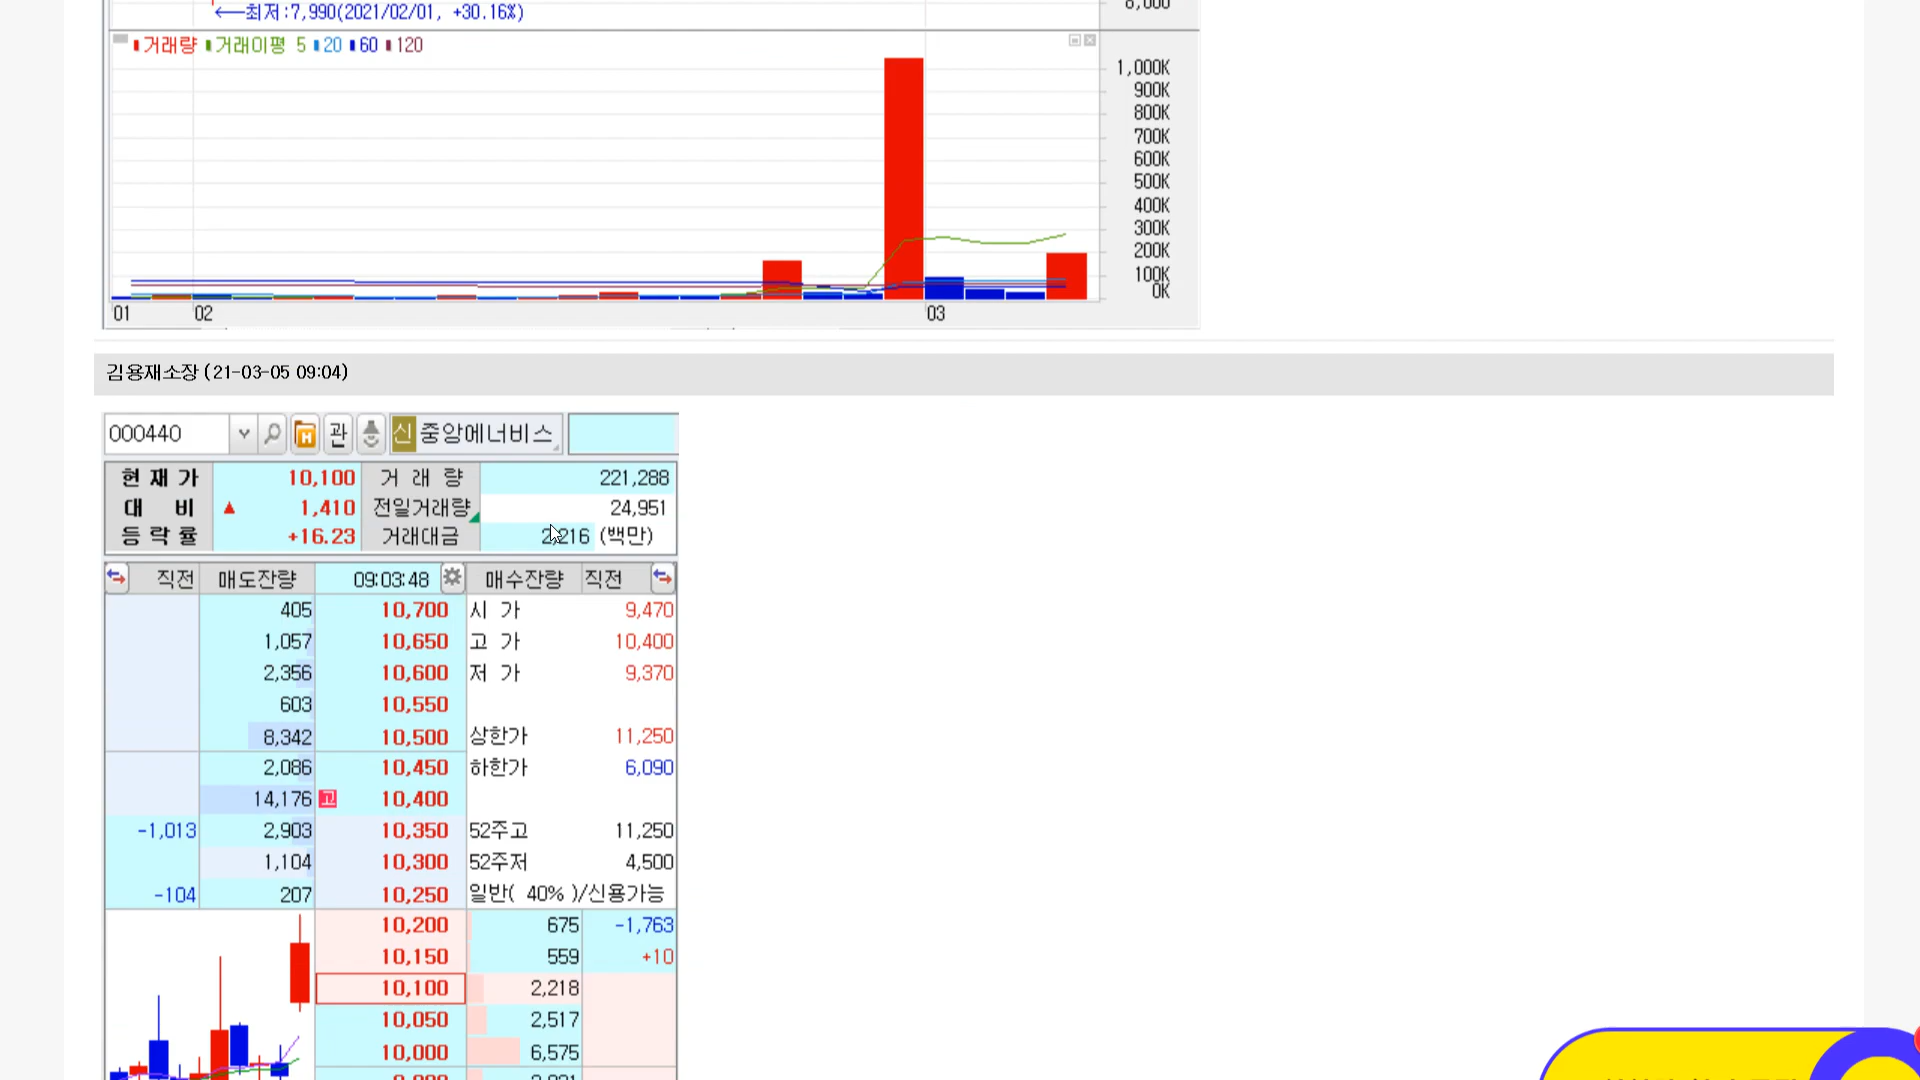 ←최저:7,990(2021/02/01, +30.16%)
8,000
거래량 거래이평 5 20 60 120
1,000K
900K
800K
700K
600K
500K
400K
300K
200K
100K
0K
01 02 03
김용재소장 (21-03-05 09:04)
000440 관 신 중앙에너비스
현재가 10,100 거래량 221,288
대비 ▲ 1,410 전일거래량 24,951
등락률 +16.23 거래대금 2,216 (백만)
직전 매도잔량 09:03:48 매수잔량 직전
405 10,700 시 가 9,470
1,057 10,650 고 가 10,400
2,356 10,600 저 가 9,370
603 10,550
8,342 10,500 상한가 11,250
2,086 10,450 하한가 6,090
14,176 고 10,400
-1,013 2,903 10,350 52주고 11,250
1,104 10,300 52주저 4,500
-104 207 10,250 일반( 40% )/신용가능
10,200 675 -1,763
10,150 559 +10
10,100 2,218
10,050 2,517
10,000 6,575